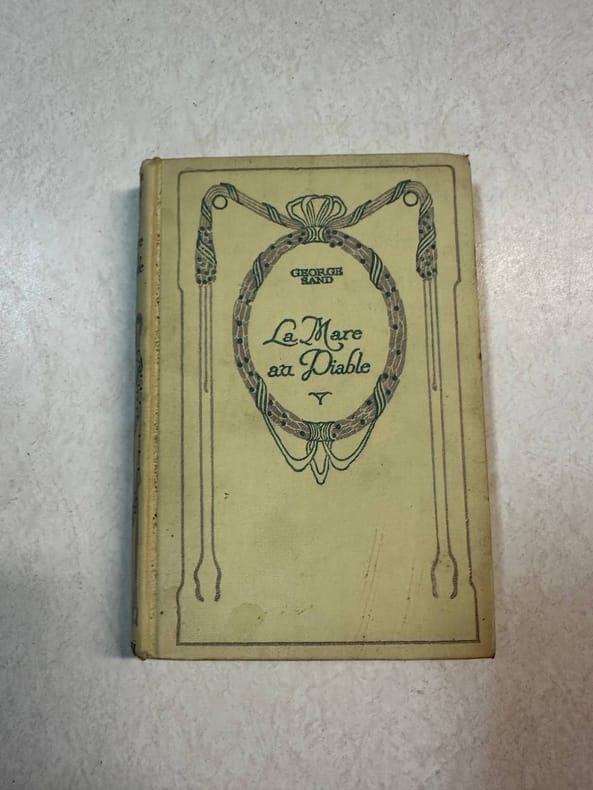 GEORGE
SAND
La Mare
au Diable